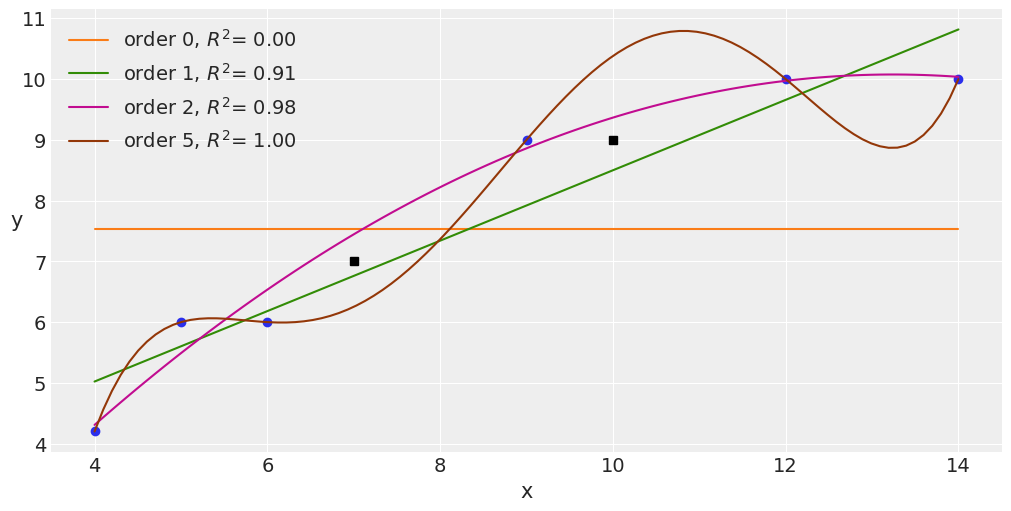 order 0, R²= 0.00
order 1, R²= 0.91
order 2, R²= 0.98
order 5, R²= 1.00
11
10
9
8
7
6
5
4
y
4 6 8 10 12 14
x